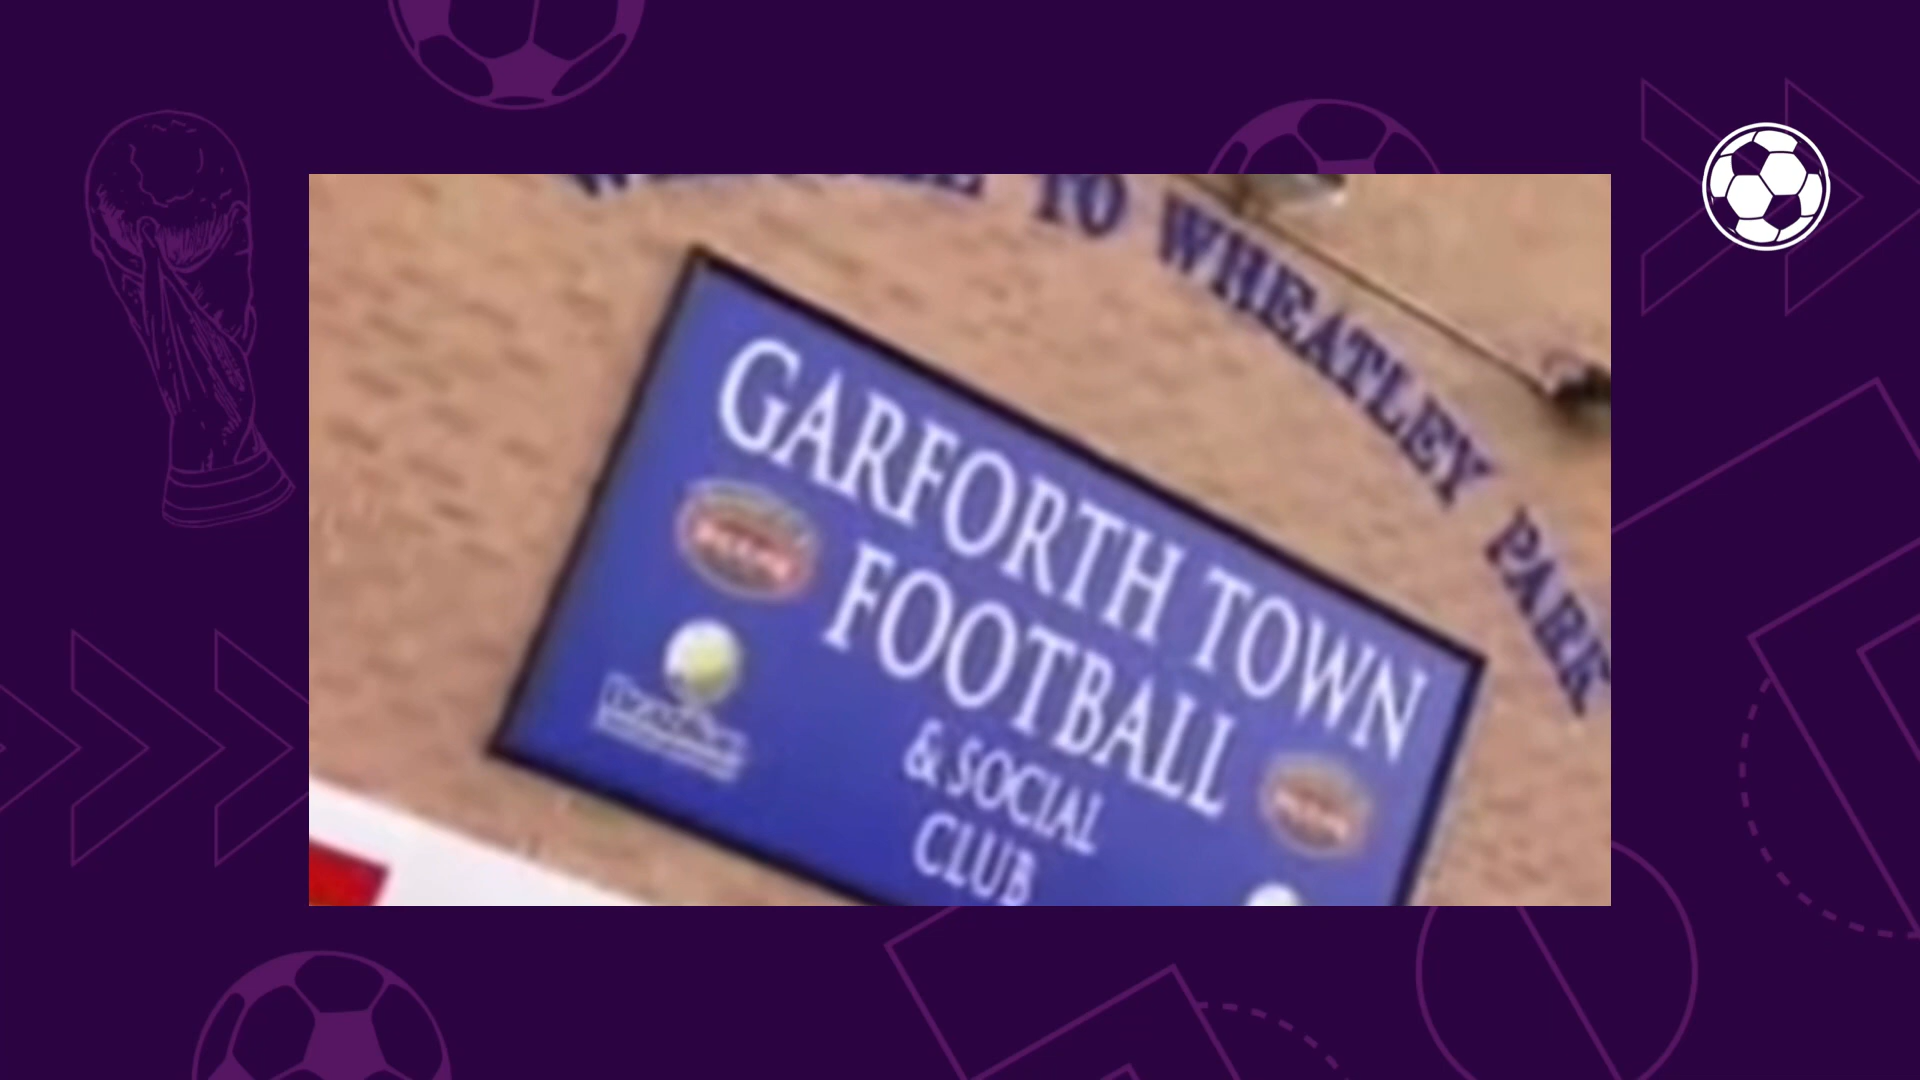 TO WHEATLEY PARK
GARFORTH TOWN
FOOTBALL
& SOCIAL
CLUB